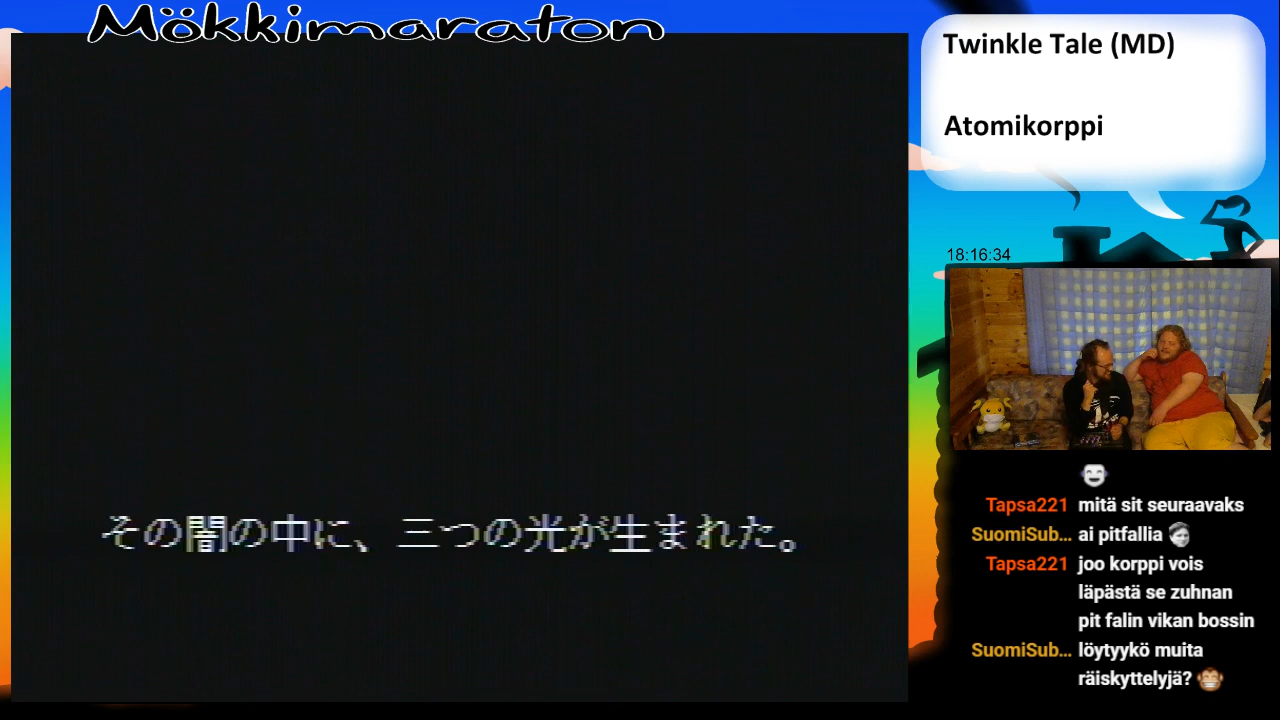 Mökkimaraton
Twinkle Tale (MD)
Atomikorppi
18:16:34
その闇の中に、三つの光が生まれた。
Tapsa221 mitä sit seuraavaks
SuomiSub... ai pitfallia
Tapsa221 joo korppi vois
läpästä se zuhnan
pit falin vikan bossin
SuomiSub... löytyykö muita
räiskyttelyjä?